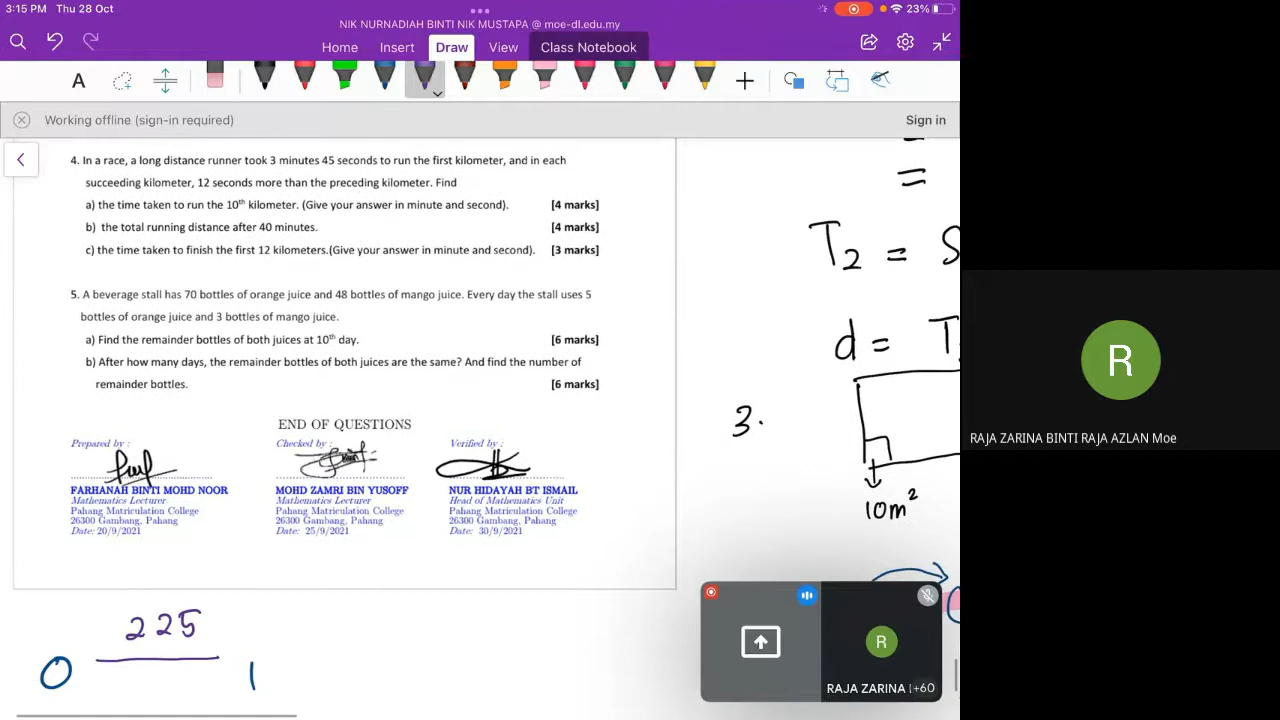 3:15 PM Thu 28 Oct
23%
NIK NURNADIAH BINTI NIK MUSTAPA @ moe-dl.edu.my
Home Insert Draw View Class Notebook
A
Working offline (sign-in required) Sign in
4. In a race, a long distance runner took 3 minutes 45 seconds to run the first kilometer, and in each
succeeding kilometer, 12 seconds more than the preceding kilometer. Find
a) the time taken to run the 10th kilometer. (Give your answer in minute and second). [4 marks]
b) the total running distance after 40 minutes. [4 marks]
c) the time taken to finish the first 12 kilometers.(Give your answer in minute and second). [3 marks]
5. A beverage stall has 70 bottles of orange juice and 48 bottles of mango juice. Every day the stall uses 5
bottles of orange juice and 3 bottles of mango juice.
a) Find the remainder bottles of both juices at 10th day. [6 marks]
b) After how many days, the remainder bottles of both juices are the same? And find the number of
remainder bottles. [6 marks]
END OF QUESTIONS
Prepared by : Checked by : Verified by :
FARHANAH BINTI MOHD NOOR MOHD ZAMRI BIN YUSOFF NUR HIDAYAH BT ISMAIL
Mathematics Lecturer Mathematics Lecturer Head of Mathematics Unit
Pahang Matriculation College Pahang Matriculation College Pahang Matriculation College
26300 Gambang, Pahang 26300 Gambang, Pahang 26300 Gambang, Pahang
Date: 20/9/2021 Date: 25/9/2021 Date: 30/9/2021
225
0 1
=
T2 = S
d = T
3.
10m²
R
RAJA ZARINA +60
R
RAJA ZARINA BINTI RAJA AZLAN Moe